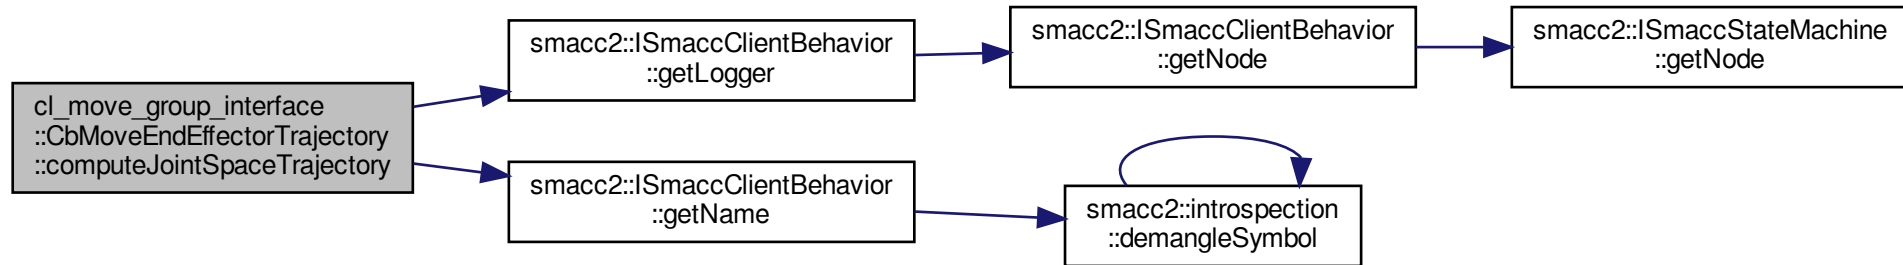 cl_move_group_interface
::CbMoveEndEffectorTrajectory
::computeJointSpaceTrajectory
smacc2::ISmaccClientBehavior
::getLogger
smacc2::ISmaccClientBehavior
::getNode
smacc2::ISmaccStateMachine
::getNode
smacc2::ISmaccClientBehavior
::getName
smacc2::introspection
::demangleSymbol